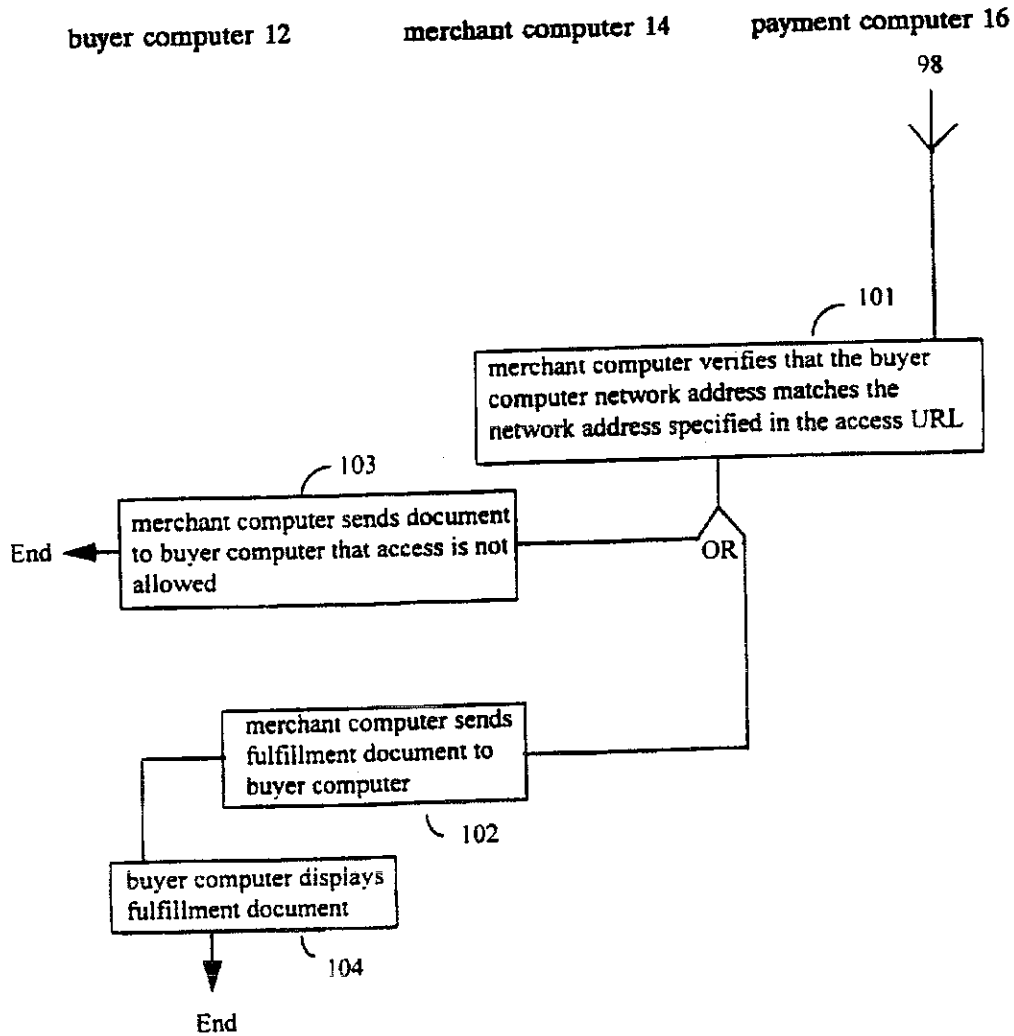 buyer computer 12 merchant computer 14 payment computer 16
98
101
merchant computer verifies that the buyer
computer network address matches the
network address specified in the access URL
103
merchant computer sends document
to buyer computer that access is not
allowed
End
OR
merchant computer sends
fulfillment document to
buyer computer
102
buyer computer displays
fulfillment document
104
End